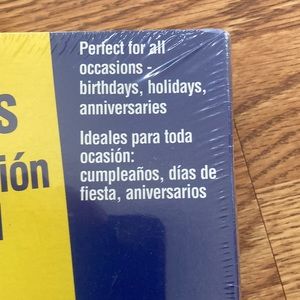 Perfect for all
occasions -
birthdays, holidays,
anniversaries
Ideales para toda
ocasión:
cumpleaños, días de
fiesta, aniversarios